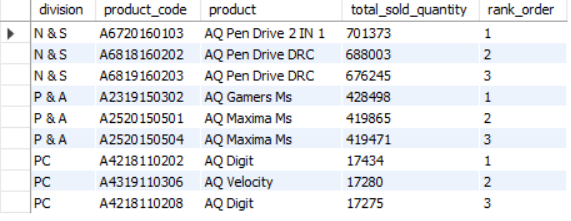 division product_code product total_sold_quantity rank_order
N & S A6720160103 AQ Pen Drive 2 IN 1 701373 1
N & S A6818160202 AQ Pen Drive DRC 688003 2
N & S A6819160203 AQ Pen Drive DRC 676245 3
P & A A2319150302 AQ Gamers Ms 428498 1
P & A A2520150501 AQ Maxima Ms 419865 2
P & A A2520150504 AQ Maxima Ms 419471 3
PC A4218110202 AQ Digit 17434 1
PC A4319110306 AQ Velocity 17280 2
PC A4218110208 AQ Digit 17275 3